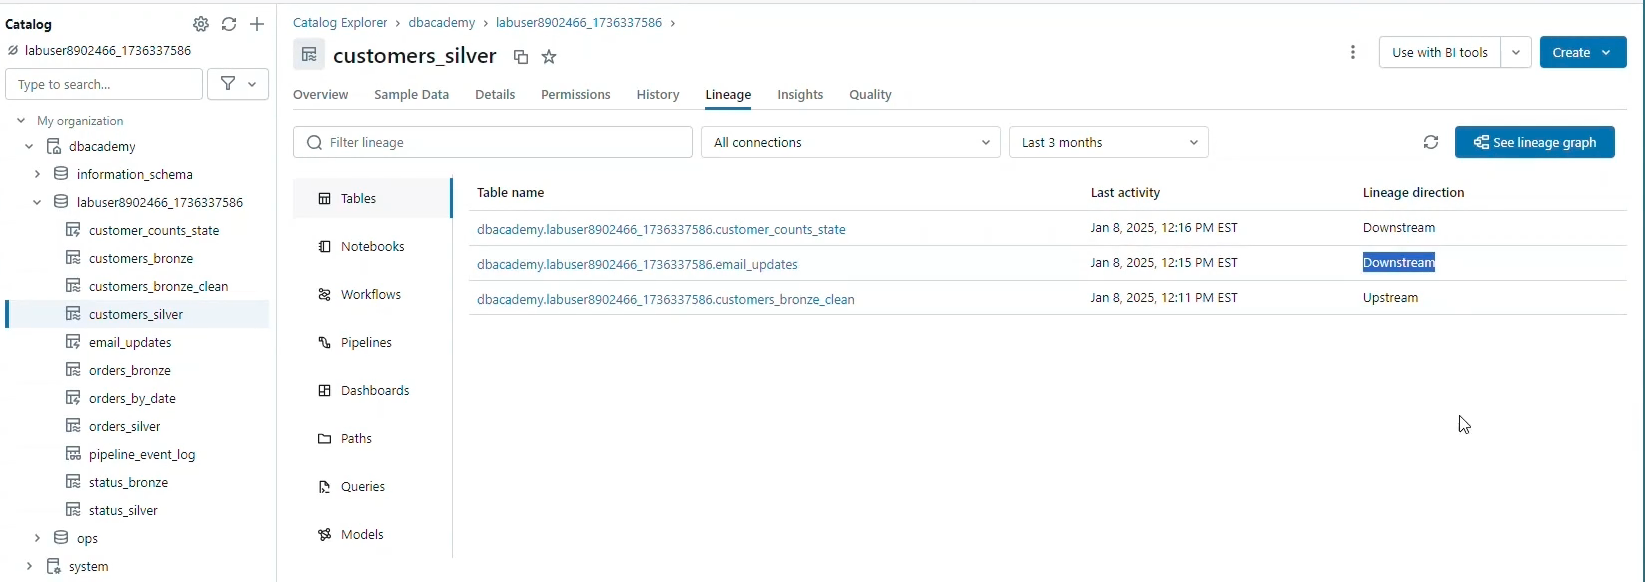 Catalog
labuser8902466_1736337586
Type to search...
My organization
dbacademy
information_schema
labuser8902466_1736337586
customer_counts_state
customers_bronze
customers_bronze_clean
customers_silver
email_updates
orders_bronze
orders_by_date
orders_silver
pipeline_event_log
status_bronze
status_silver
ops
system
Catalog Explorer > dbacademy > labuser8902466_1736337586 >
customers_silver
Use with BI tools
Create
Overview Sample Data Details Permissions History Lineage Insights Quality
Filter lineage
All connections
Last 3 months
See lineage graph
Tables
Notebooks
Workflows
Pipelines
Dashboards
Paths
Queries
Models
Table name Last activity Lineage direction
dbacademy.labuser8902466_1736337586.customer_counts_state Jan 8, 2025, 12:16 PM EST Downstream
dbacademy.labuser8902466_1736337586.email_updates Jan 8, 2025, 12:15 PM EST Downstream
dbacademy.labuser8902466_1736337586.customers_bronze_clean Jan 8, 2025, 12:11 PM EST Upstream